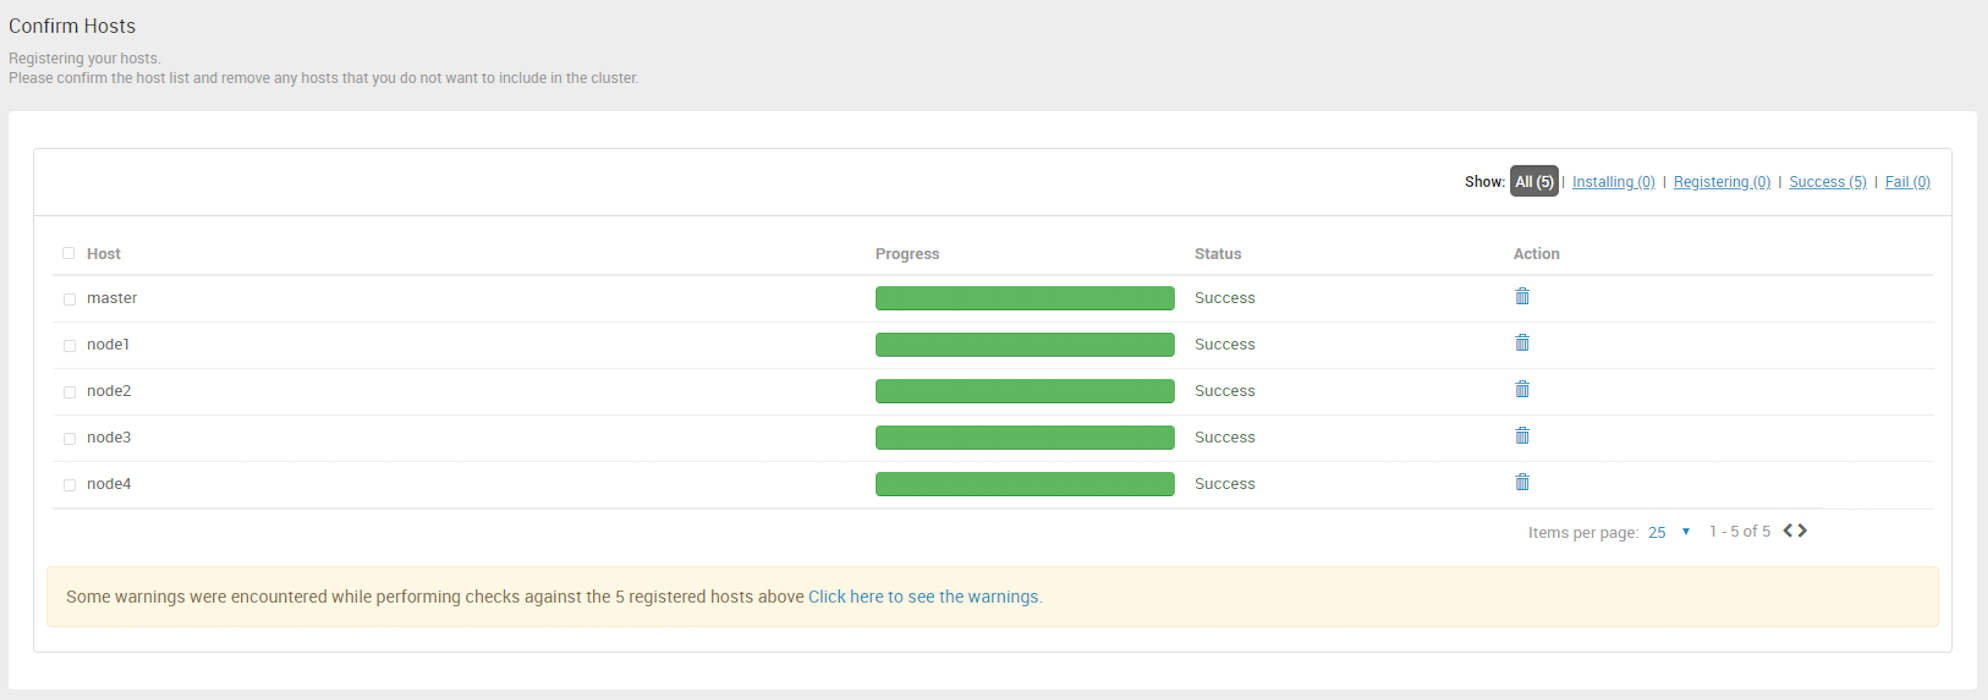 Confirm Hosts
Registering your hosts.
Please confirm the host list and remove any hosts that you do not want to include in the cluster.
Show: All (5) | Installing (0) | Registering (0) | Success (5) | Fail (0)
Host Progress Status Action
master Success
node1 Success
node2 Success
node3 Success
node4 Success
Items per page: 25 1 - 5 of 5
Some warnings were encountered while performing checks against the 5 registered hosts above Click here to see the warnings.